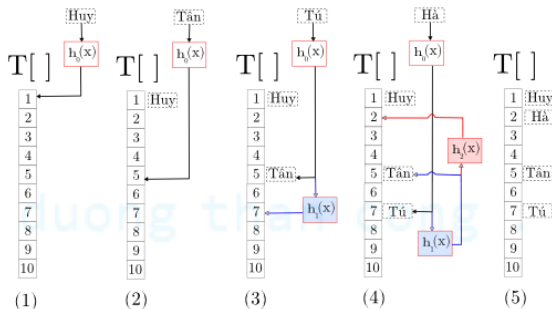 Huy
h₀(x)
T[ ]
1
2
3
4
5
6
7
8
9
10
(1)
Tân
h₀(x)
T[ ]
1 Huy
2
3
4
5
6
7
8
9
10
(2)
Tú
h₀(x)
T[ ]
1 Huy
2
3
4
5 Tân
6
7
8
9
10
h₁(x)
(3)
Hà
h₀(x)
T[ ]
1 Huy
2
3
4
5 Tân
6
7 Tú
8
9
10
h₂(x)
h₁(x)
(4)
T[ ]
1 Huy
2 Hà
3
4
5 Tân
6
7 Tú
8
9
10
(5)
duong than cong